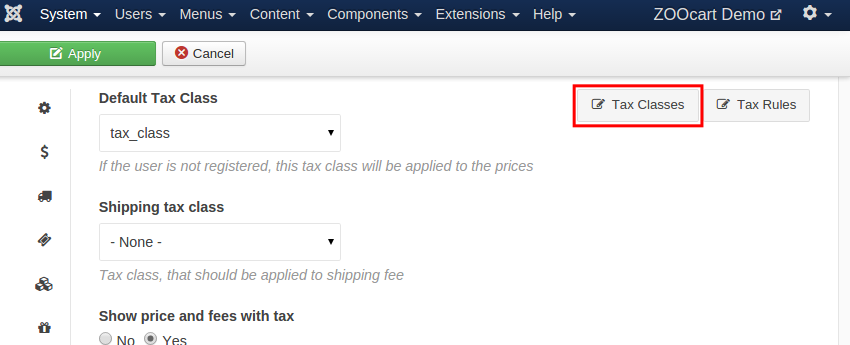 System Users Menus Content Components Extensions Help ZOOcart Demo
Apply Cancel
Default Tax Class Tax Classes Tax Rules
tax_class
If the user is not registered, this tax class will be applied to the prices
Shipping tax class
- None -
Tax class, that should be applied to shipping fee
Show price and fees with tax
No Yes